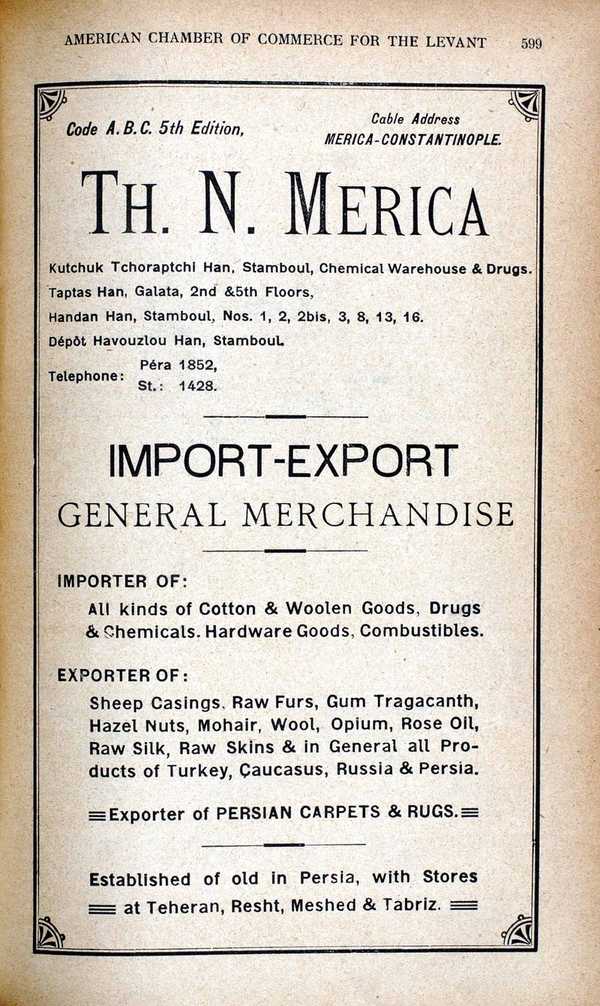 AMERICAN CHAMBER OF COMMERCE FOR THE LEVANT 599
Code A.B.C. 5th Edition,
Cable Address
MERICA-CONSTANTINOPLE.
TH. N. MERICA
Kutchuk Tchoraptchi Han, Stamboul, Chemical Warehouse & Drugs.
Taptas Han, Galata, 2nd &5th Floors,
Handan Han, Stamboul, Nos. 1, 2, 2bis, 3, 8, 13, 16.
Dépôt Havouzlou Han, Stamboul.
Telephone: Péra 1852,
St.: 1428.
IMPORT-EXPORT
GENERAL MERCHANDISE
IMPORTER OF:
All kinds of Cotton & Woolen Goods, Drugs
& Chemicals. Hardware Goods, Combustibles.
EXPORTER OF:
Sheep Casings, Raw Furs, Gum Tragacanth,
Hazel Nuts, Mohair, Wool, Opium, Rose Oil,
Raw Silk, Raw Skins & in General all Pro-
ducts of Turkey, Çaucasus, Russia & Persia.
Exporter of PERSIAN CARPETS & RUGS.
Established of old in Persia, with Stores
at Teheran, Resht, Meshed & Tabriz.